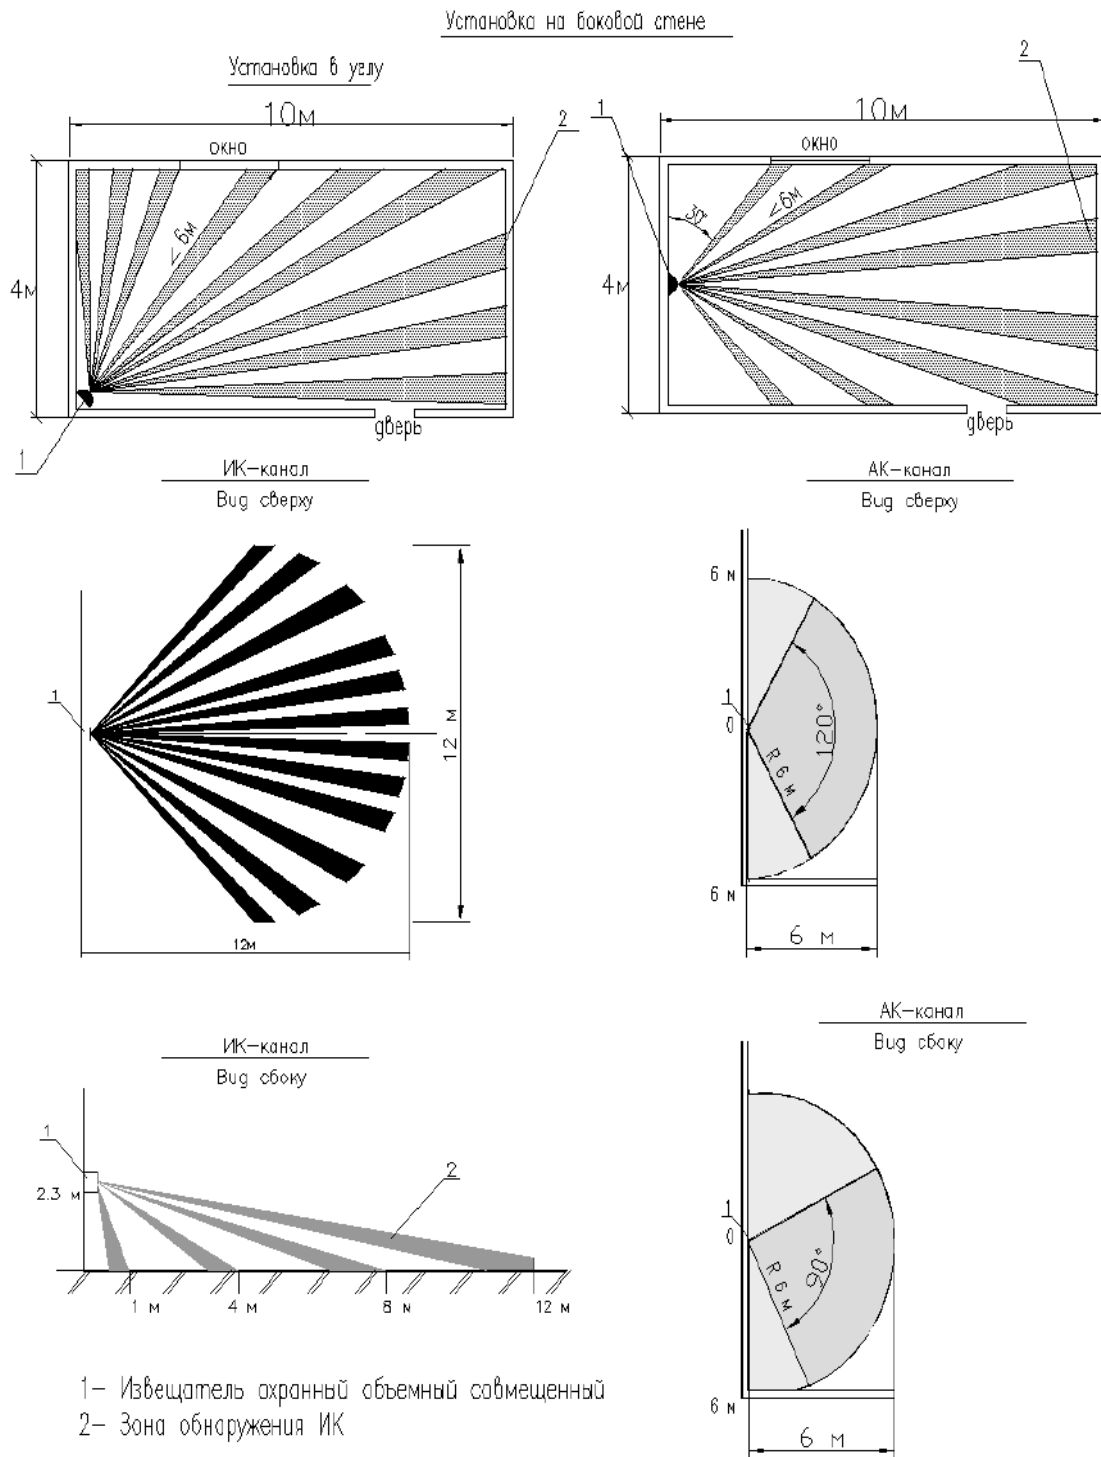 Установка на боковой стене
Установка в углу
10м
окно
2
4м
< 6м
дверь
1
1
10м
2
окно
<6м
4м
дверь
ИК-канал
Вид сверху
1
12 м
12м
АК-канал
Вид сверху
6 м
1
0
120°
R 6 м
6 м
6 м
ИК-канал
Вид сбоку
1
2
2.3 м
1 м
4 м
8 м
12 м
АК-канал
Вид сбоку
1
0
90°
R 6 м
6 м
6 м
1- Извещатель охранный объемный совмещенный
2- Зона обнаружения ИК